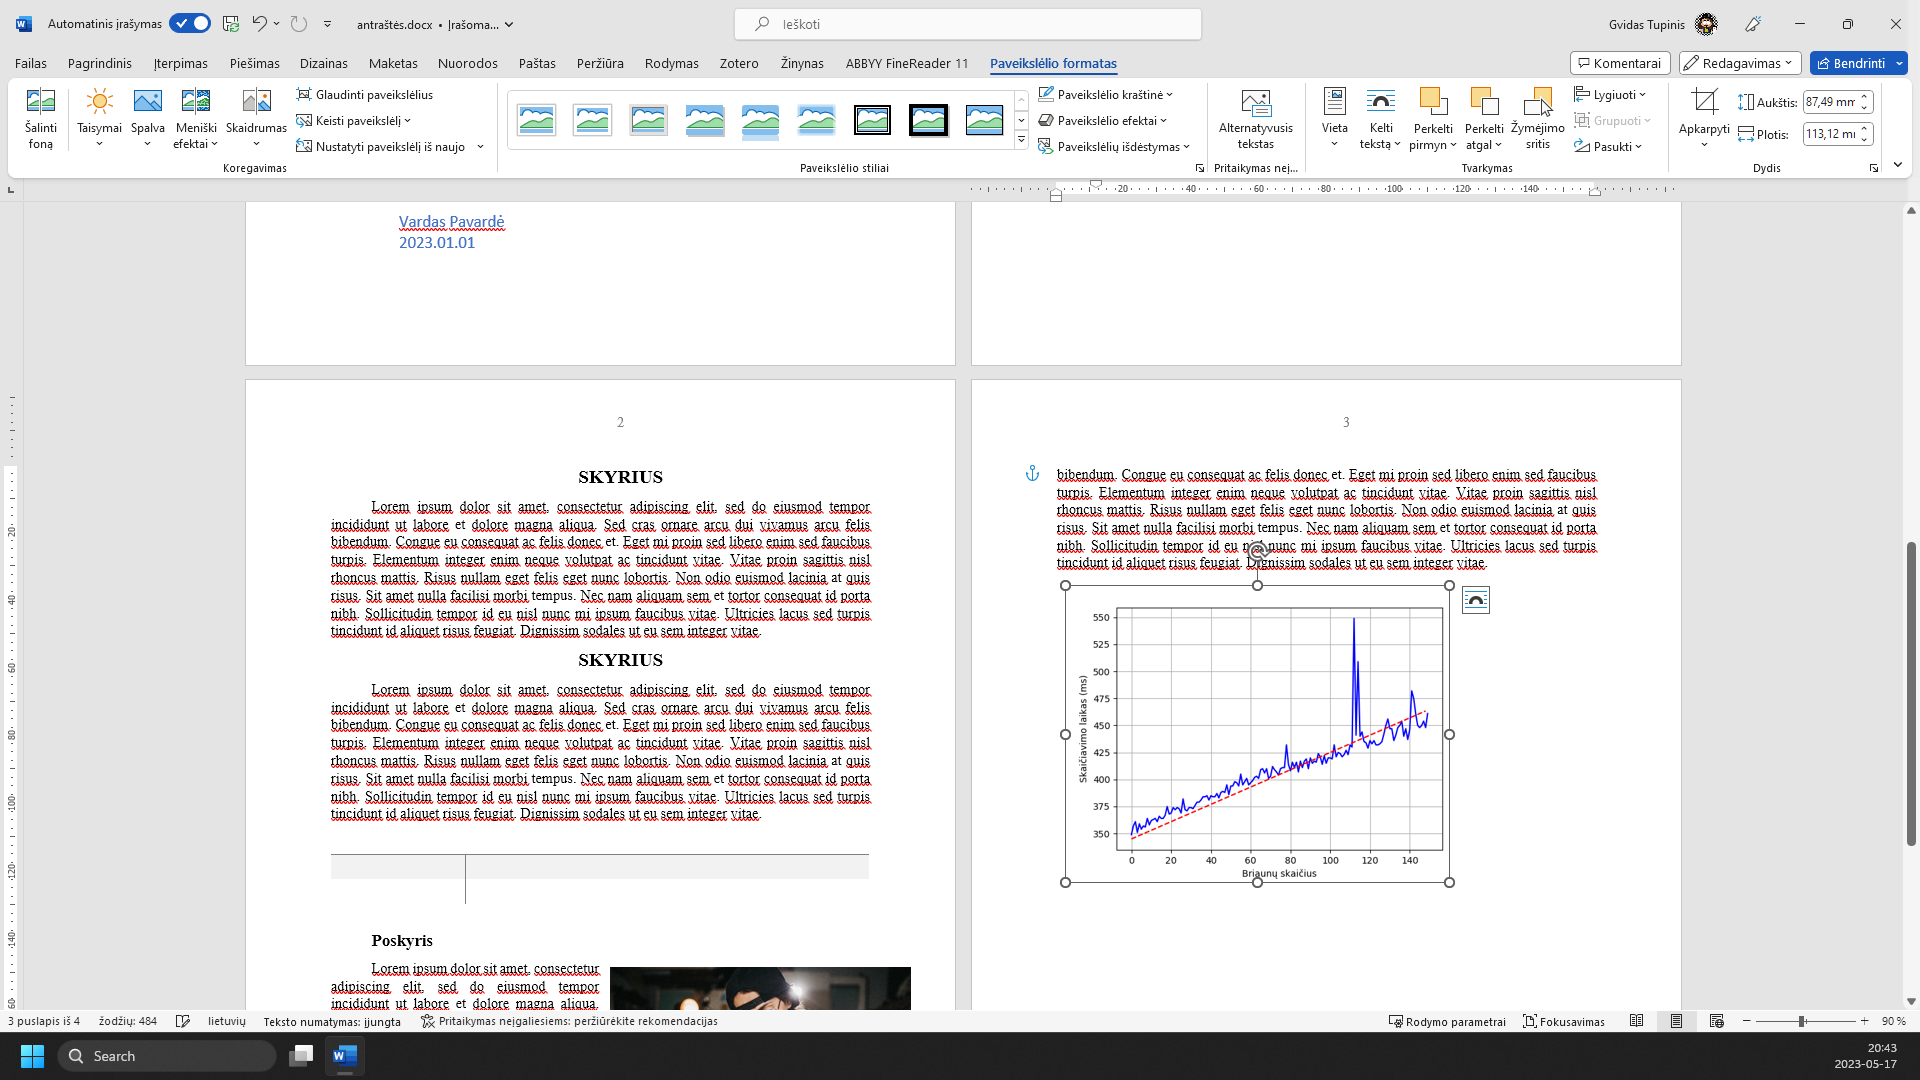 Automatinis įrašymas
antraštės.docx • Įrašoma...
Ieškoti
Gvidas Tupinis
Failas Pagrindinis Įterpimas Piešimas Dizainas Maketas Nuorodos Paštas Peržiūra Rodymas Zotero Žinynas ABBYY FineReader 11 Paveikslėlio formatas
Komentarai Redagavimas Bendrinti
Šalinti foną
Taisymai
Spalva
Meniški efektai
Skaidrumas
Glaudinti paveikslėlius
Keisti paveikslėlį
Nustatyti paveikslėlį iš naujo
Koregavimas
Paveikslėlio stiliai
Paveikslėlio kraštinė
Paveikslėlio efektai
Paveikslėlių išdėstymas
Alternatyvusis tekstas
Pritaikymas nej...
Vieta
Kelti tekstą
Perkelti pirmyn
Perkelti atgal
Žymėjimo sritis
Lygiuoti
Grupuoti
Pasukti
Tvarkymas
Apkarpyti
Aukštis: 87,49 mm
Plotis: 113,12 mi
Dydis
20 40 60 80 100 120 140
Vardas Pavardė
2023.01.01
2
SKYRIUS
Lorem ipsum dolor sit amet, consectetur adipiscing elit, sed do eiusmod tempor
incididunt ut labore et dolore magna aliqua. Sed cras ornare arcu dui vivamus arcu felis
bibendum. Congue eu consequat ac felis donec et. Eget mi proin sed libero enim sed faucibus
turpis. Elementum integer enim neque volutpat ac tincidunt vitae. Vitae proin sagittis nisl
rhoncus mattis. Risus nullam eget felis eget nunc lobortis. Non odio euismod lacinia at quis
risus. Sit amet nulla facilisi morbi tempus. Nec nam aliquam sem et tortor consequat id porta
nibh. Sollicitudin tempor id eu nisl nunc mi ipsum faucibus vitae. Ultricies lacus sed turpis
tincidunt id aliquet risus feugiat. Dignissim sodales ut eu sem integer vitae.
SKYRIUS
Lorem ipsum dolor sit amet, consectetur adipiscing elit, sed do eiusmod tempor
incididunt ut labore et dolore magna aliqua. Sed cras ornare arcu dui vivamus arcu felis
bibendum. Congue eu consequat ac felis donec et. Eget mi proin sed libero enim sed faucibus
turpis. Elementum integer enim neque volutpat ac tincidunt vitae. Vitae proin sagittis nisl
rhoncus mattis. Risus nullam eget felis eget nunc lobortis. Non odio euismod lacinia at quis
risus. Sit amet nulla facilisi morbi tempus. Nec nam aliquam sem et tortor consequat id porta
nibh. Sollicitudin tempor id eu nisl nunc mi ipsum faucibus vitae. Ultricies lacus sed turpis
tincidunt id aliquet risus feugiat. Dignissim sodales ut eu sem integer vitae.
Poskyris
Lorem ipsum dolor sit amet, consectetur
adipiscing elit, sed do eiusmod tempor
incididunt ut labore et dolore magna aliqua.
3
bibendum. Congue eu consequat ac felis donec et. Eget mi proin sed libero enim sed faucibus
turpis. Elementum integer enim neque volutpat ac tincidunt vitae. Vitae proin sagittis nisl
rhoncus mattis. Risus nullam eget felis eget nunc lobortis. Non odio euismod lacinia at quis
risus. Sit amet nulla facilisi morbi tempus. Nec nam aliquam sem et tortor consequat id porta
nibh. Sollicitudin tempor id eu nisl nunc mi ipsum faucibus vitae. Ultricies lacus sed turpis
tincidunt id aliquet risus feugiat. Dignissim sodales ut eu sem integer vitae.
Skaičiavimo laikas (ms)
550
525
500
475
450
425
400
375
350
0 20 40 60 80 100 120 140
Briaunų skaičius
20 40 60 80 100 120 140 60
3 puslapis iš 4 žodžių: 484 lietuvių Teksto numatymas: įjungta Pritaikymas neįgaliesiems: peržiūrėkite rekomendacijas
Rodymo parametrai Fokusavimas 90 %
Search
20:43
2023-05-17